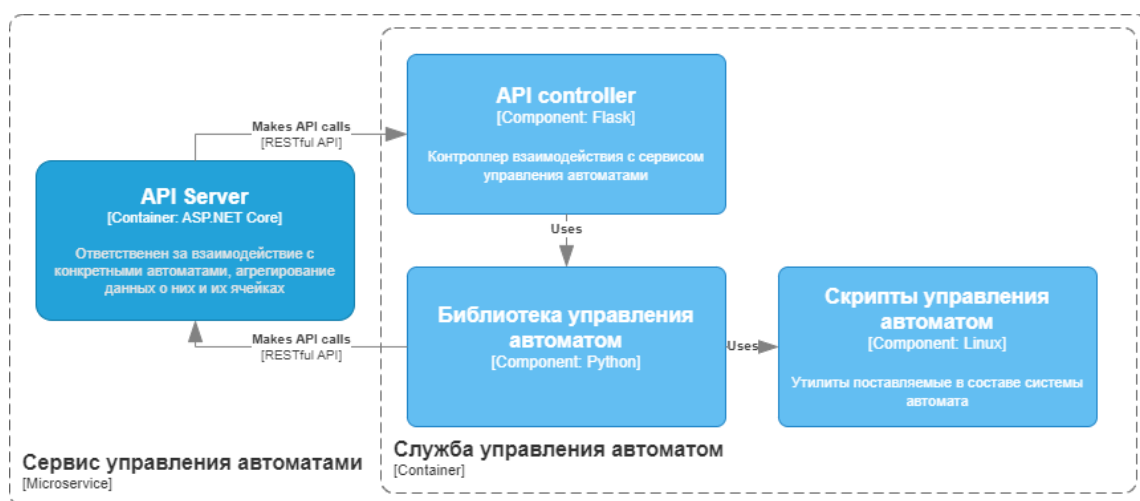 API controller
[Component: Flask]
Контроллер взаимодействия с сервисом
управления автоматами
Makes API calls
[RESTful API]
API Server
[Container: ASP.NET Core]
Ответственен за взаимодействие с
конкретными автоматами, агрегирование
данных о них и их ячейках
Uses
Библиотека управления
автоматом
[Component: Python]
Makes API calls
[RESTful API]
Uses
Скрипты управления
автоматом
[Component: Linux]
Утилиты поставляемые в составе системы
автомата
Служба управления автоматом
[Container]
Сервис управления автоматами
[Microservice]